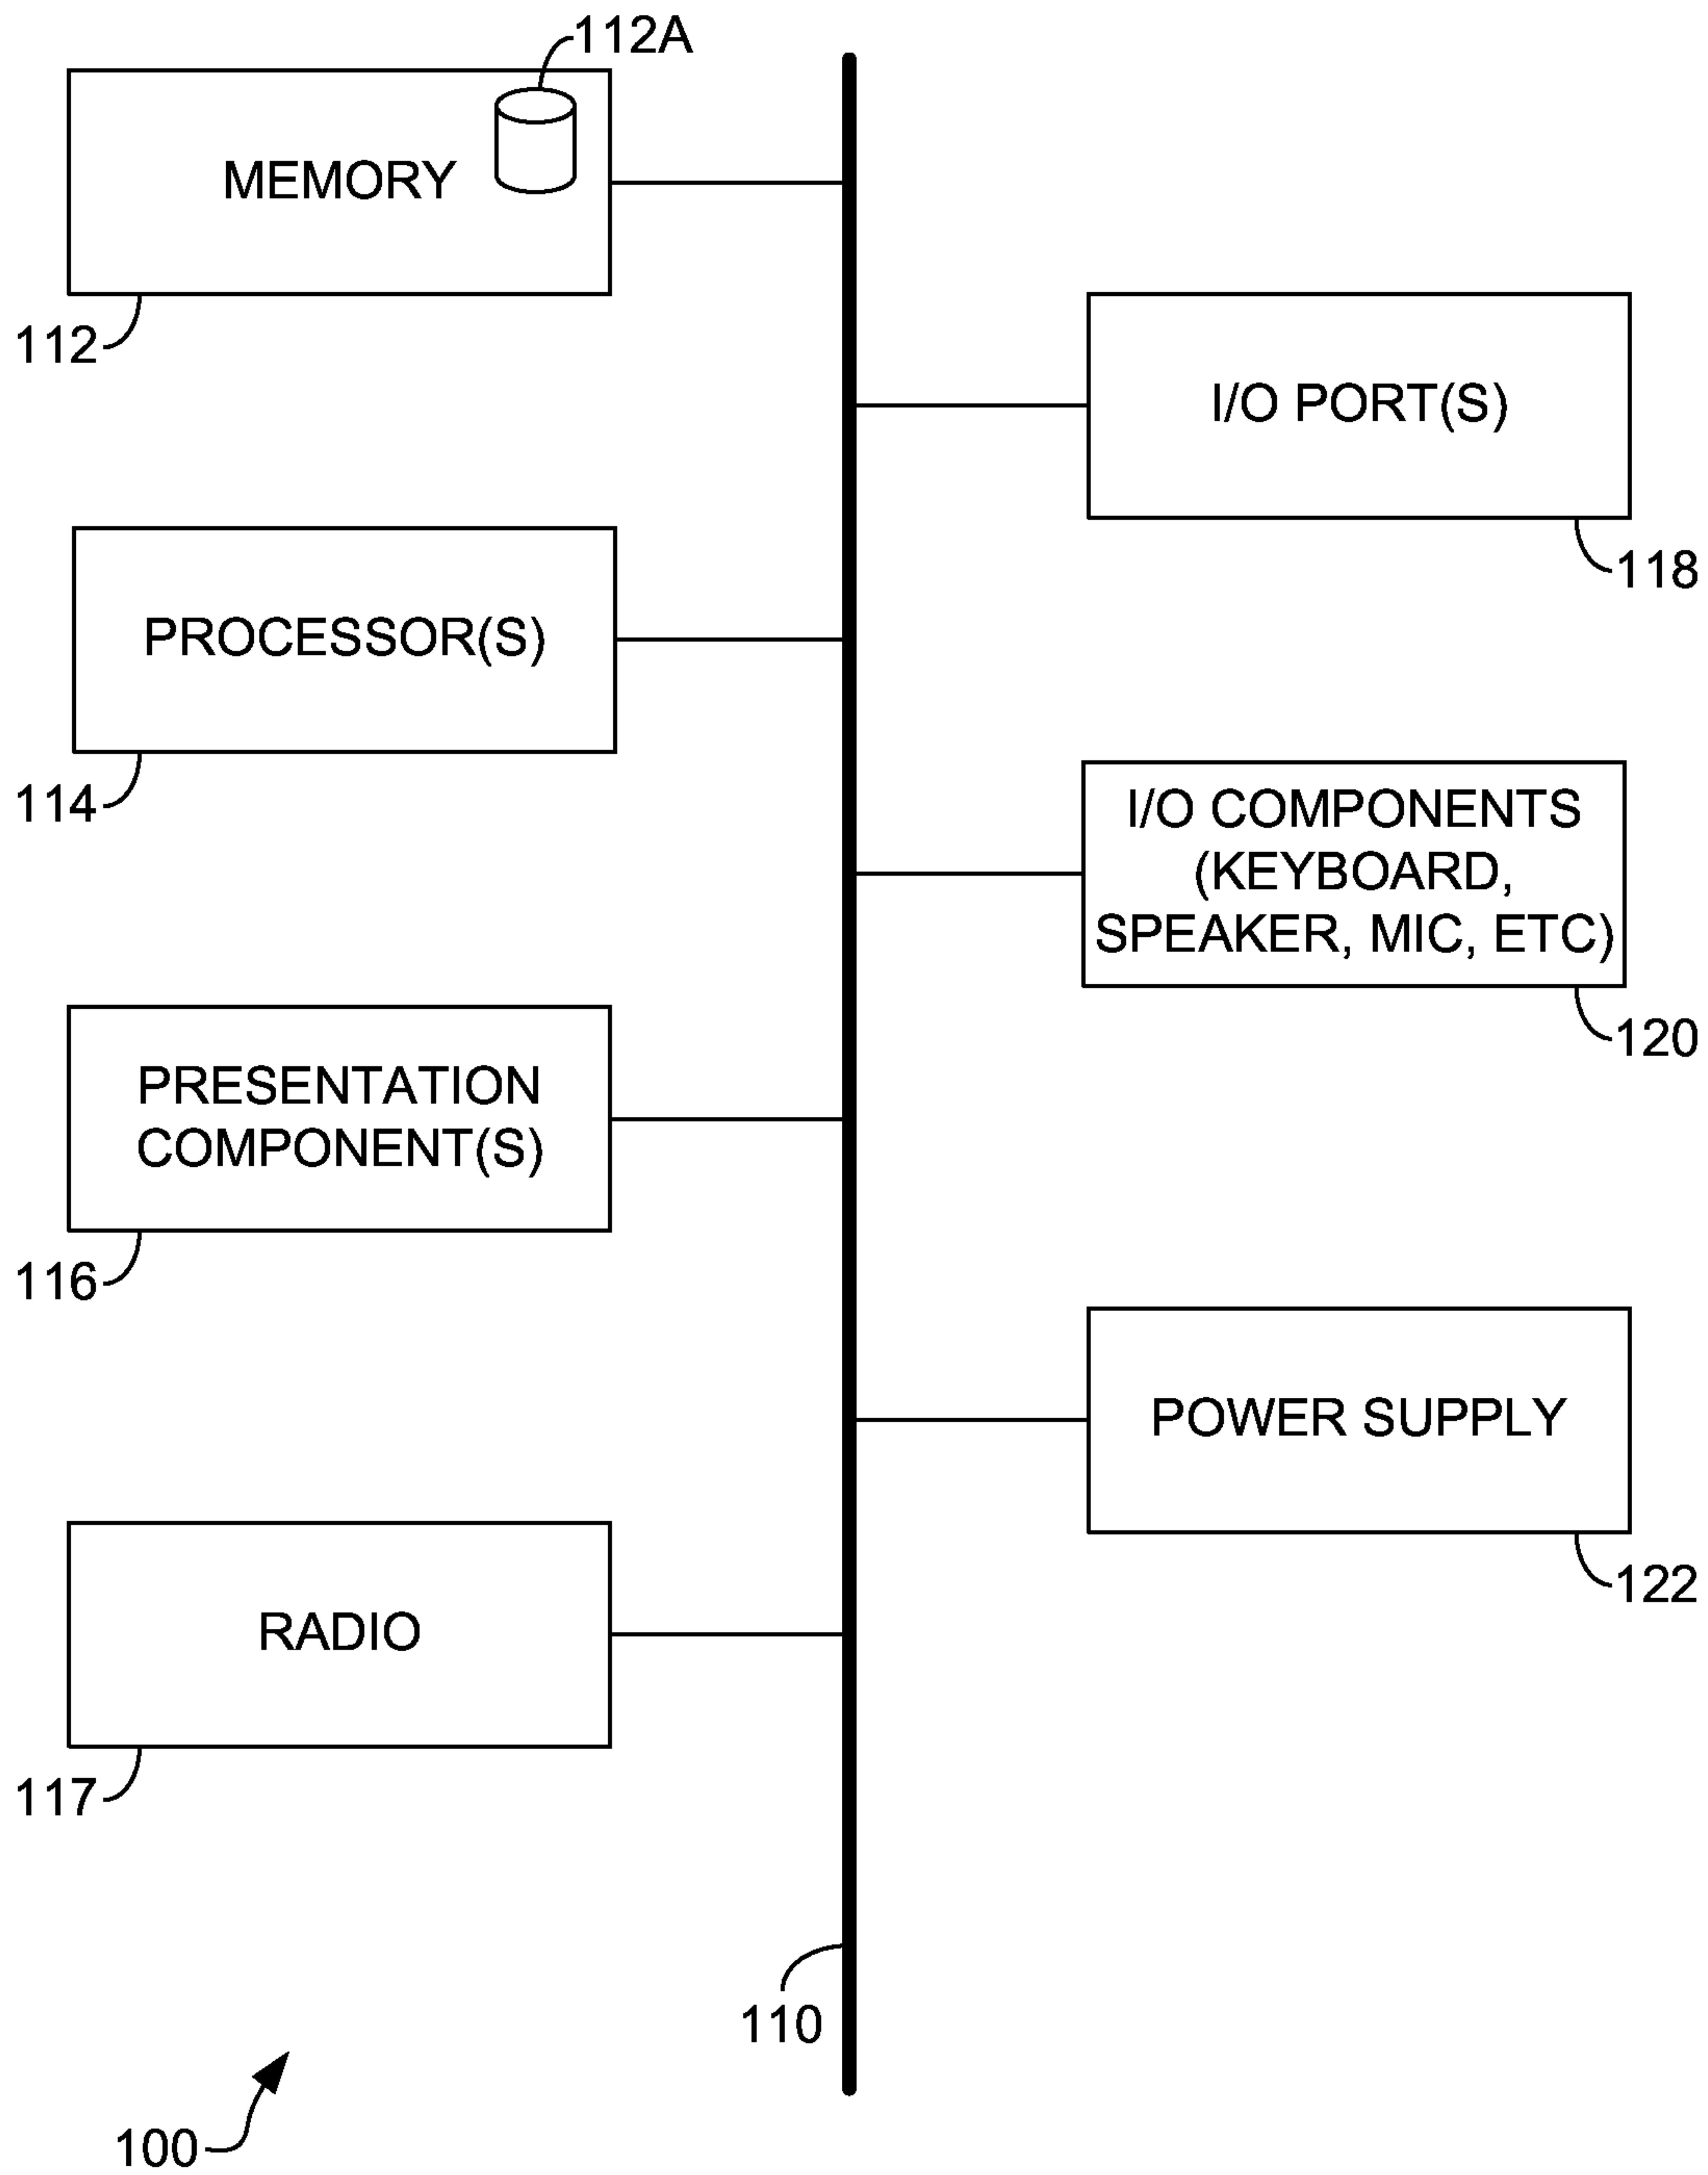 112A
MEMORY
112
I/O PORT(S)
118
PROCESSOR(S)
114
I/O COMPONENTS
(KEYBOARD,
SPEAKER, MIC, ETC)
120
PRESENTATION
COMPONENT(S)
116
POWER SUPPLY
122
RADIO
117
110
100